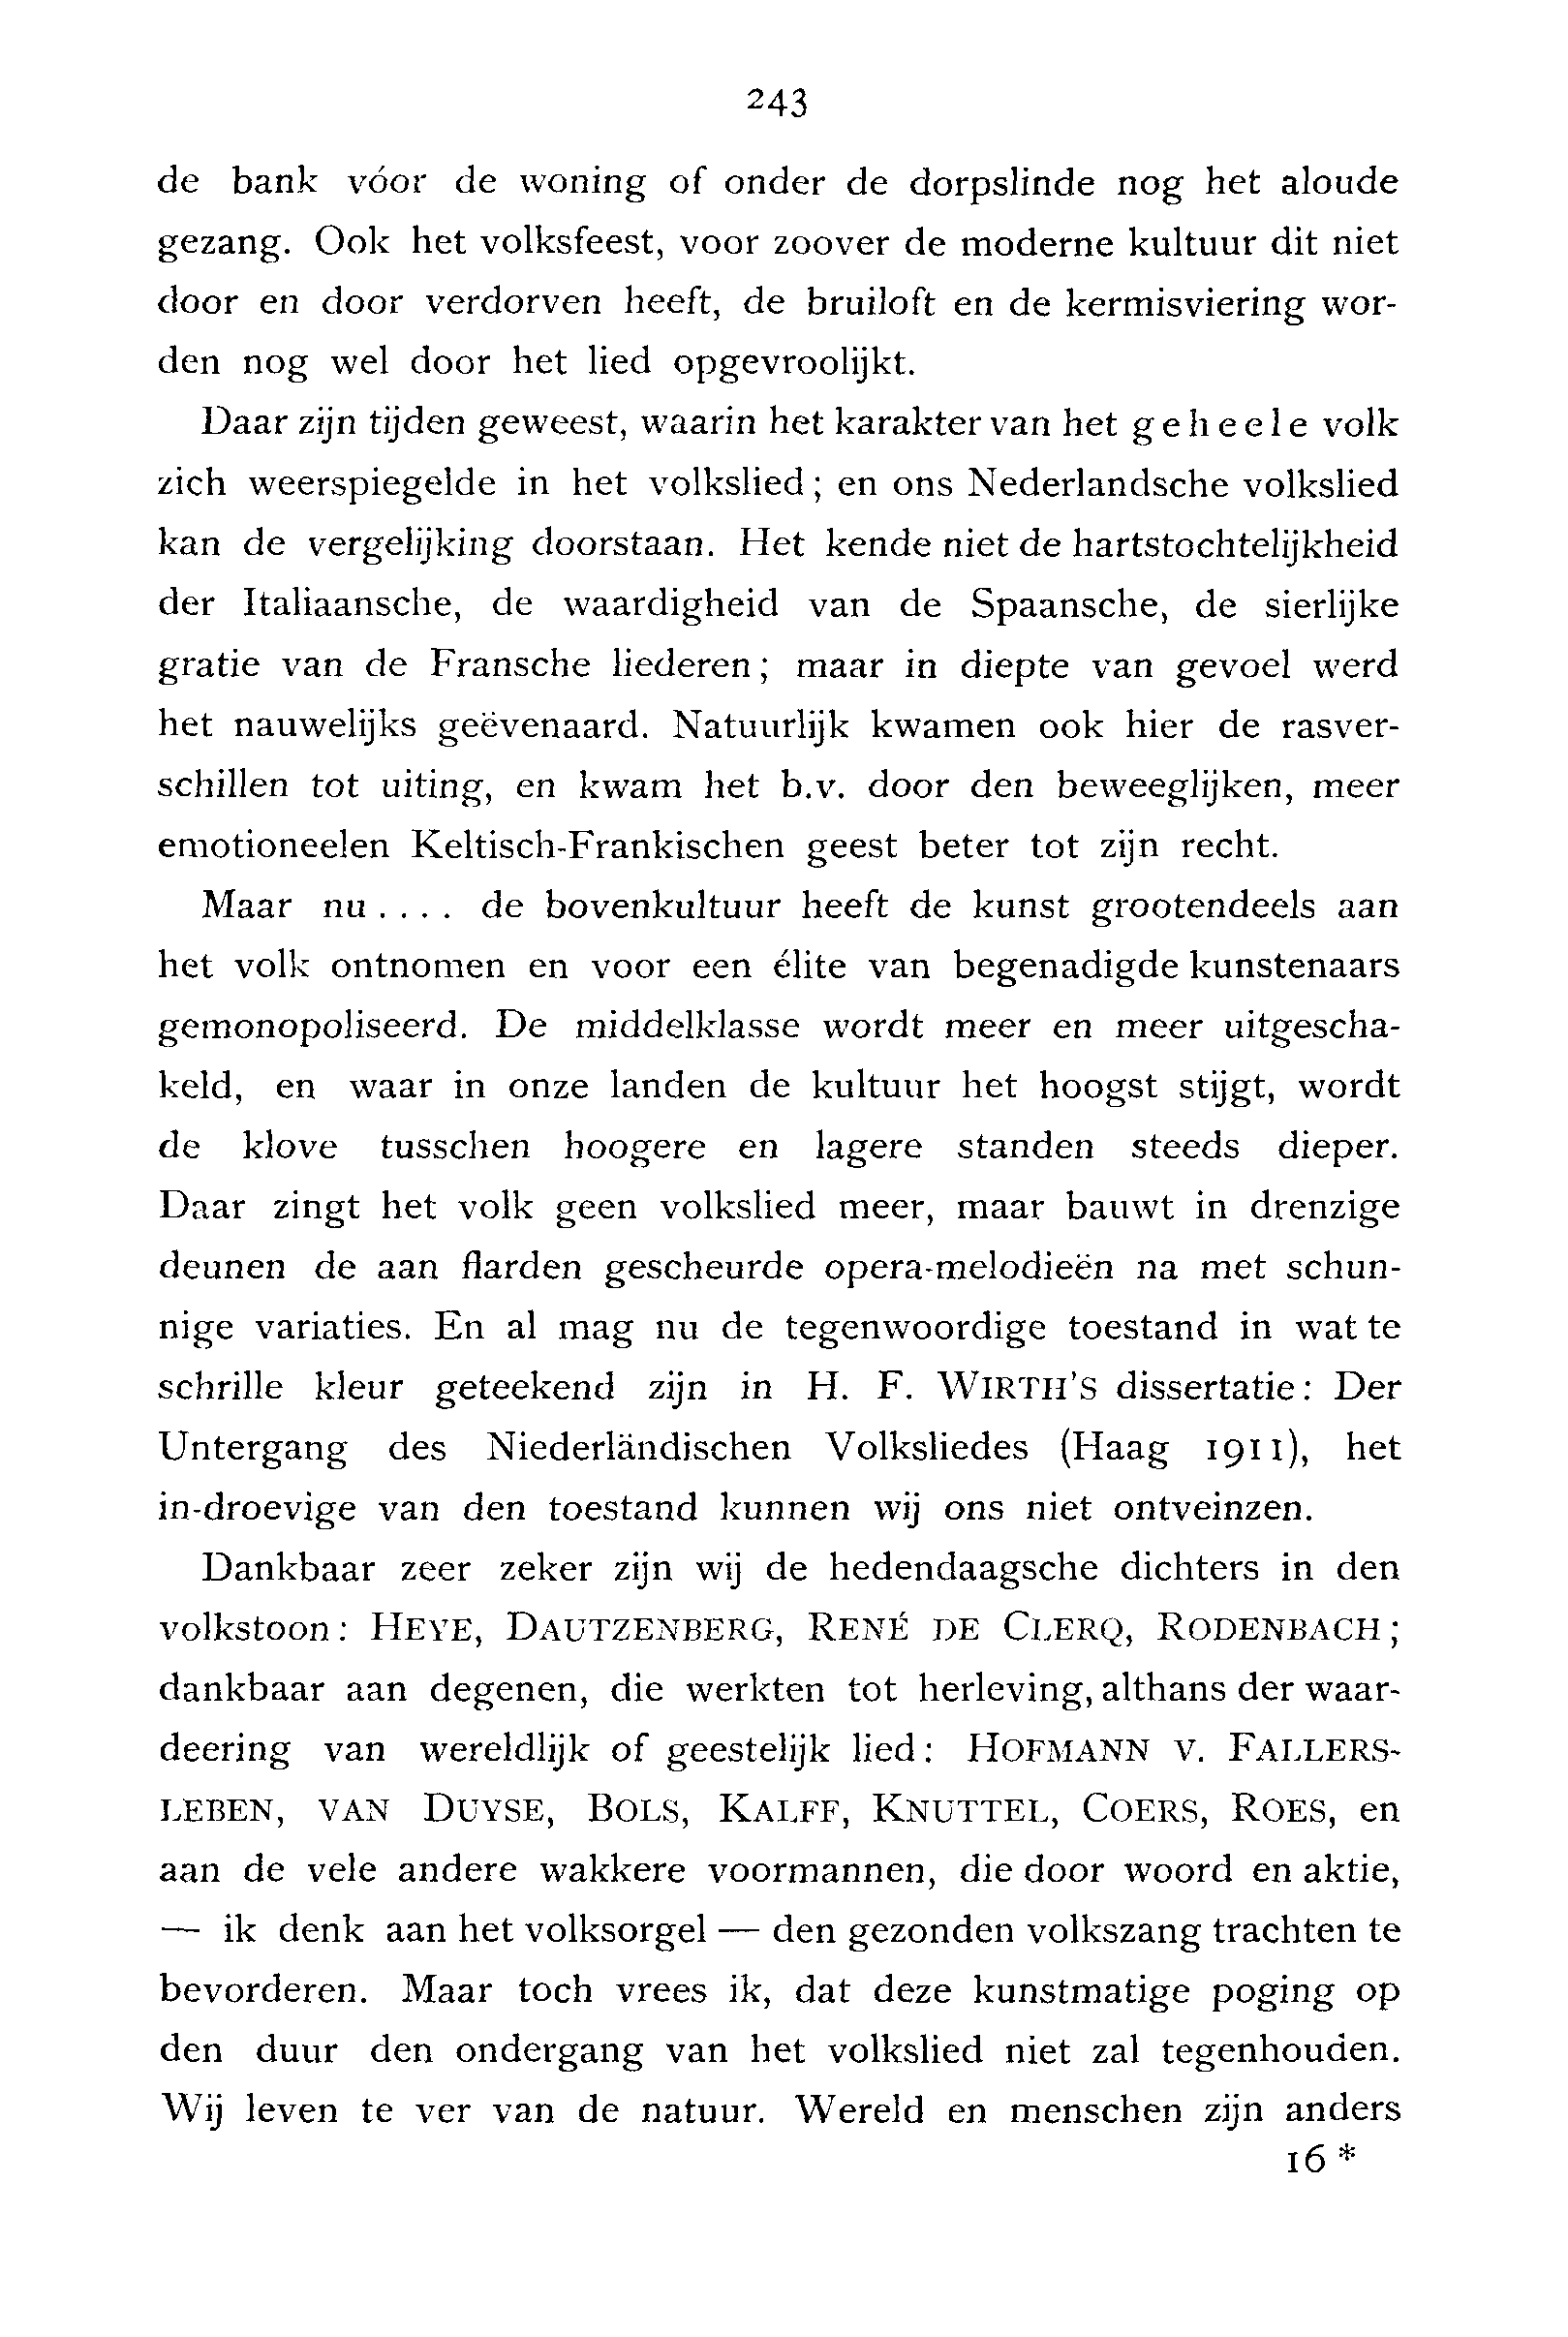 243
de bank vóor de woning of onder de dorpslinde nog het aloude
gezang. Ook het volksfeest, voor zoover de moderne kultuur dit niet
door en door verdorven heeft, de bruiloft en de kermisviering wor-
den nog wel door het lied opgevroolijkt.
Daar zijn tijden geweest, waarin het karakter van het geheele volk
zich weerspiegelde in het volkslied; en ons Nederlandsche volkslied
kan de vergelijking doorstaan. Het kende niet de hartstochtelijkheid
der Italiaansche, de waardigheid van de Spaansche, de sierlijke
gratie van de Fransche liederen; maar in diepte van gevoel werd
het nauwelijks geëvenaard. Natuurlijk kwamen ook hier de rasver-
schillen tot uiting, en kwam het b.v. door den beweeglijken, meer
emotioneelen Keltisch-Frankischen geest beter tot zijn recht.
Maar nu.... de bovenkultuur heeft de kunst grootendeels aan
het volk ontnomen en voor een élite van begenadigde kunstenaars
gemonopoliseerd. De middelklasse wordt meer en meer uitgescha-
keld, en waar in onze landen de kultuur het hoogst stijgt, wordt
de klove tusschen hoogere en lagere standen steeds dieper.
Daar zingt het volk geen volkslied meer, maar bauwt in drenzige
deunen de aan flarden gescheurde opera-melodieën na met schun-
nige variaties. En al mag nu de tegenwoordige toestand in wat te
schrille kleur geteekend zijn in H. F. WIRTH'S dissertatie: Der
Untergang des Niederländischen Volksliedes (Haag 1911), het
in-droevige van den toestand kunnen wij ons niet ontveinzen.
Dankbaar zeer zeker zijn wij de hedendaagsche dichters in den
volkstoon: HEYE, DAUTZENBERG, RENÉ DE CLERQ, RODENBACH;
dankbaar aan degenen, die werkten tot herleving, althans der waar-
deering van wereldlijk of geestelijk lied: HOFMANN V. FALLERS-
LEBEN, VAN DUYSE, BOLS, KALFF, KNUTTEL, COERS, ROES, en
aan de vele andere wakkere voormannen, die door woord en aktie,
— ik denk aan het volksorgel — den gezonden volkszang trachten te
bevorderen. Maar toch vrees ik, dat deze kunstmatige poging op
den duur den ondergang van het volkslied niet zal tegenhouden.
Wij leven te ver van de natuur. Wereld en menschen zijn anders
16*